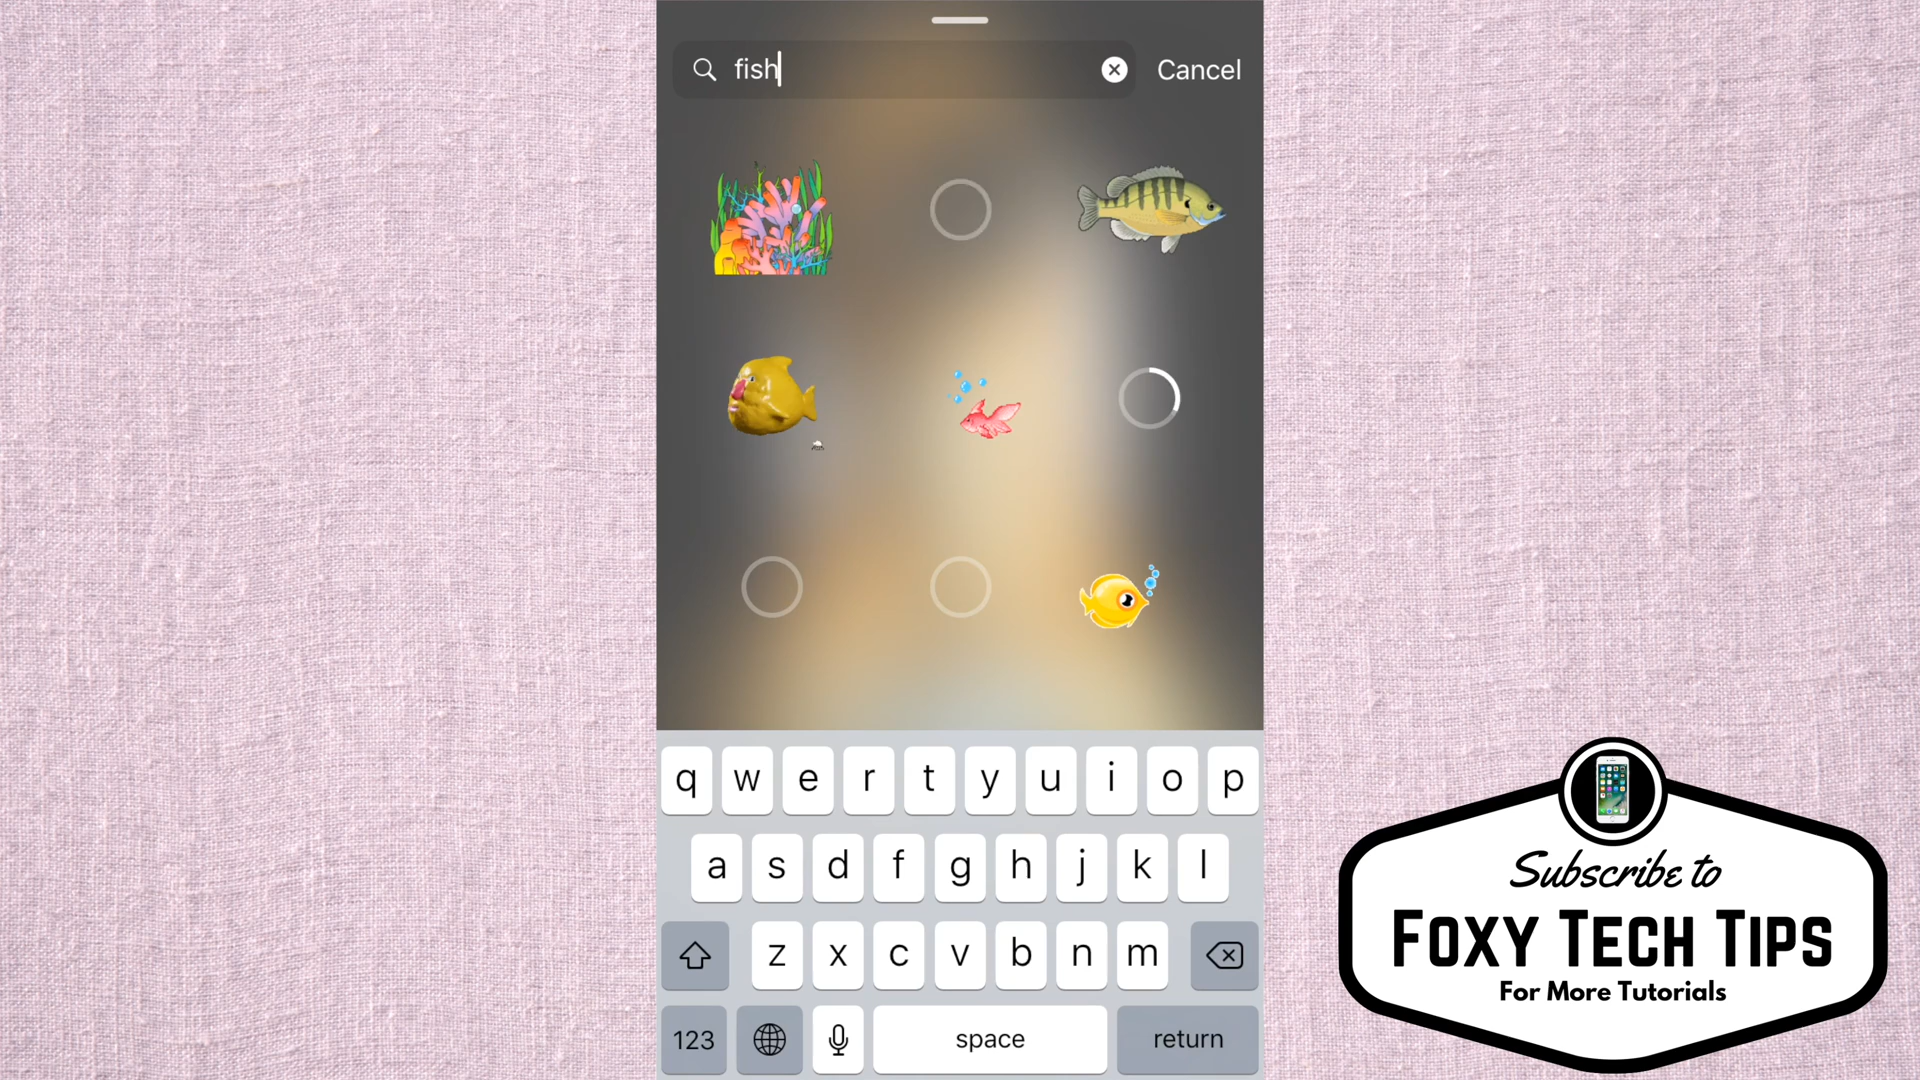 fish
Cancel
q w e r t y u i o p
a s d f g h j k l
z x c v b n m
123 space return
Subscribe to
FOXY TECH TIPS
For More Tutorials